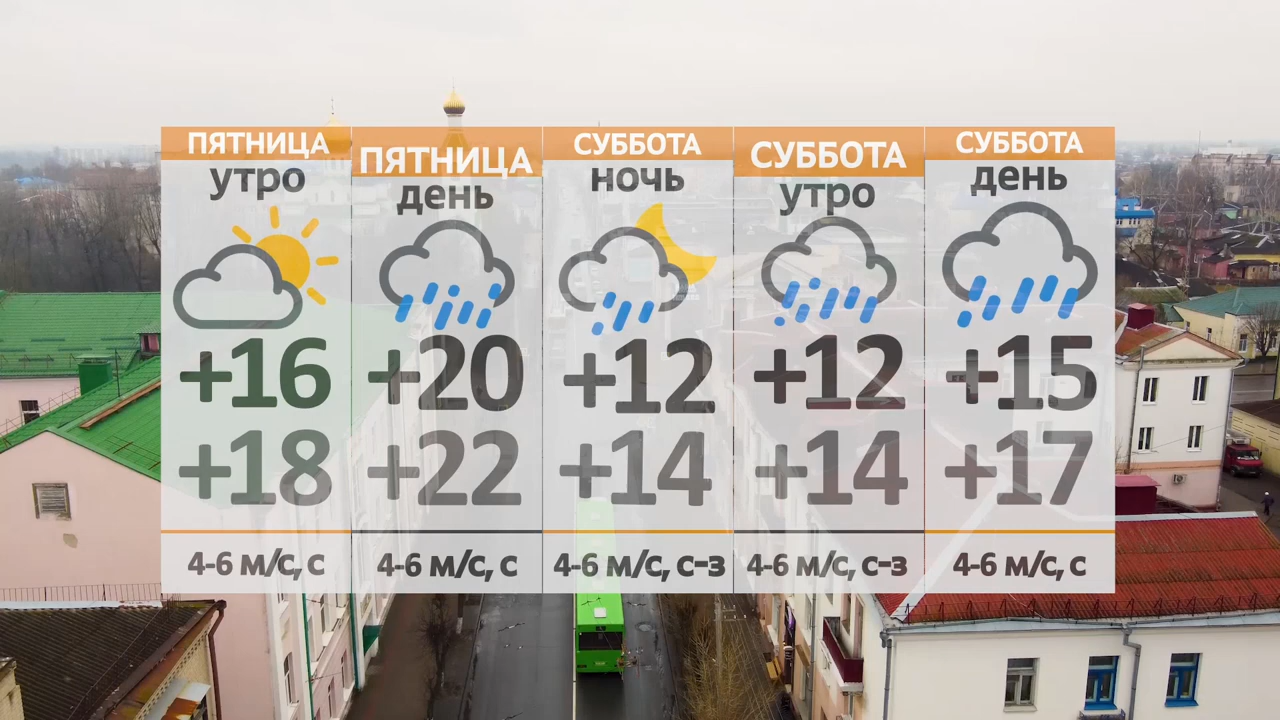 ПЯТНИЦА
утро
+16
+18
4-6 м/с, с
ПЯТНИЦА
день
+20
+22
4-6 м/с, с
СУББОТА
ночь
+12
+14
4-6 м/с, с-з
СУББОТА
утро
+12
+14
4-6 м/с, с-з
СУББОТА
день
+15
+17
4-6 м/с, с